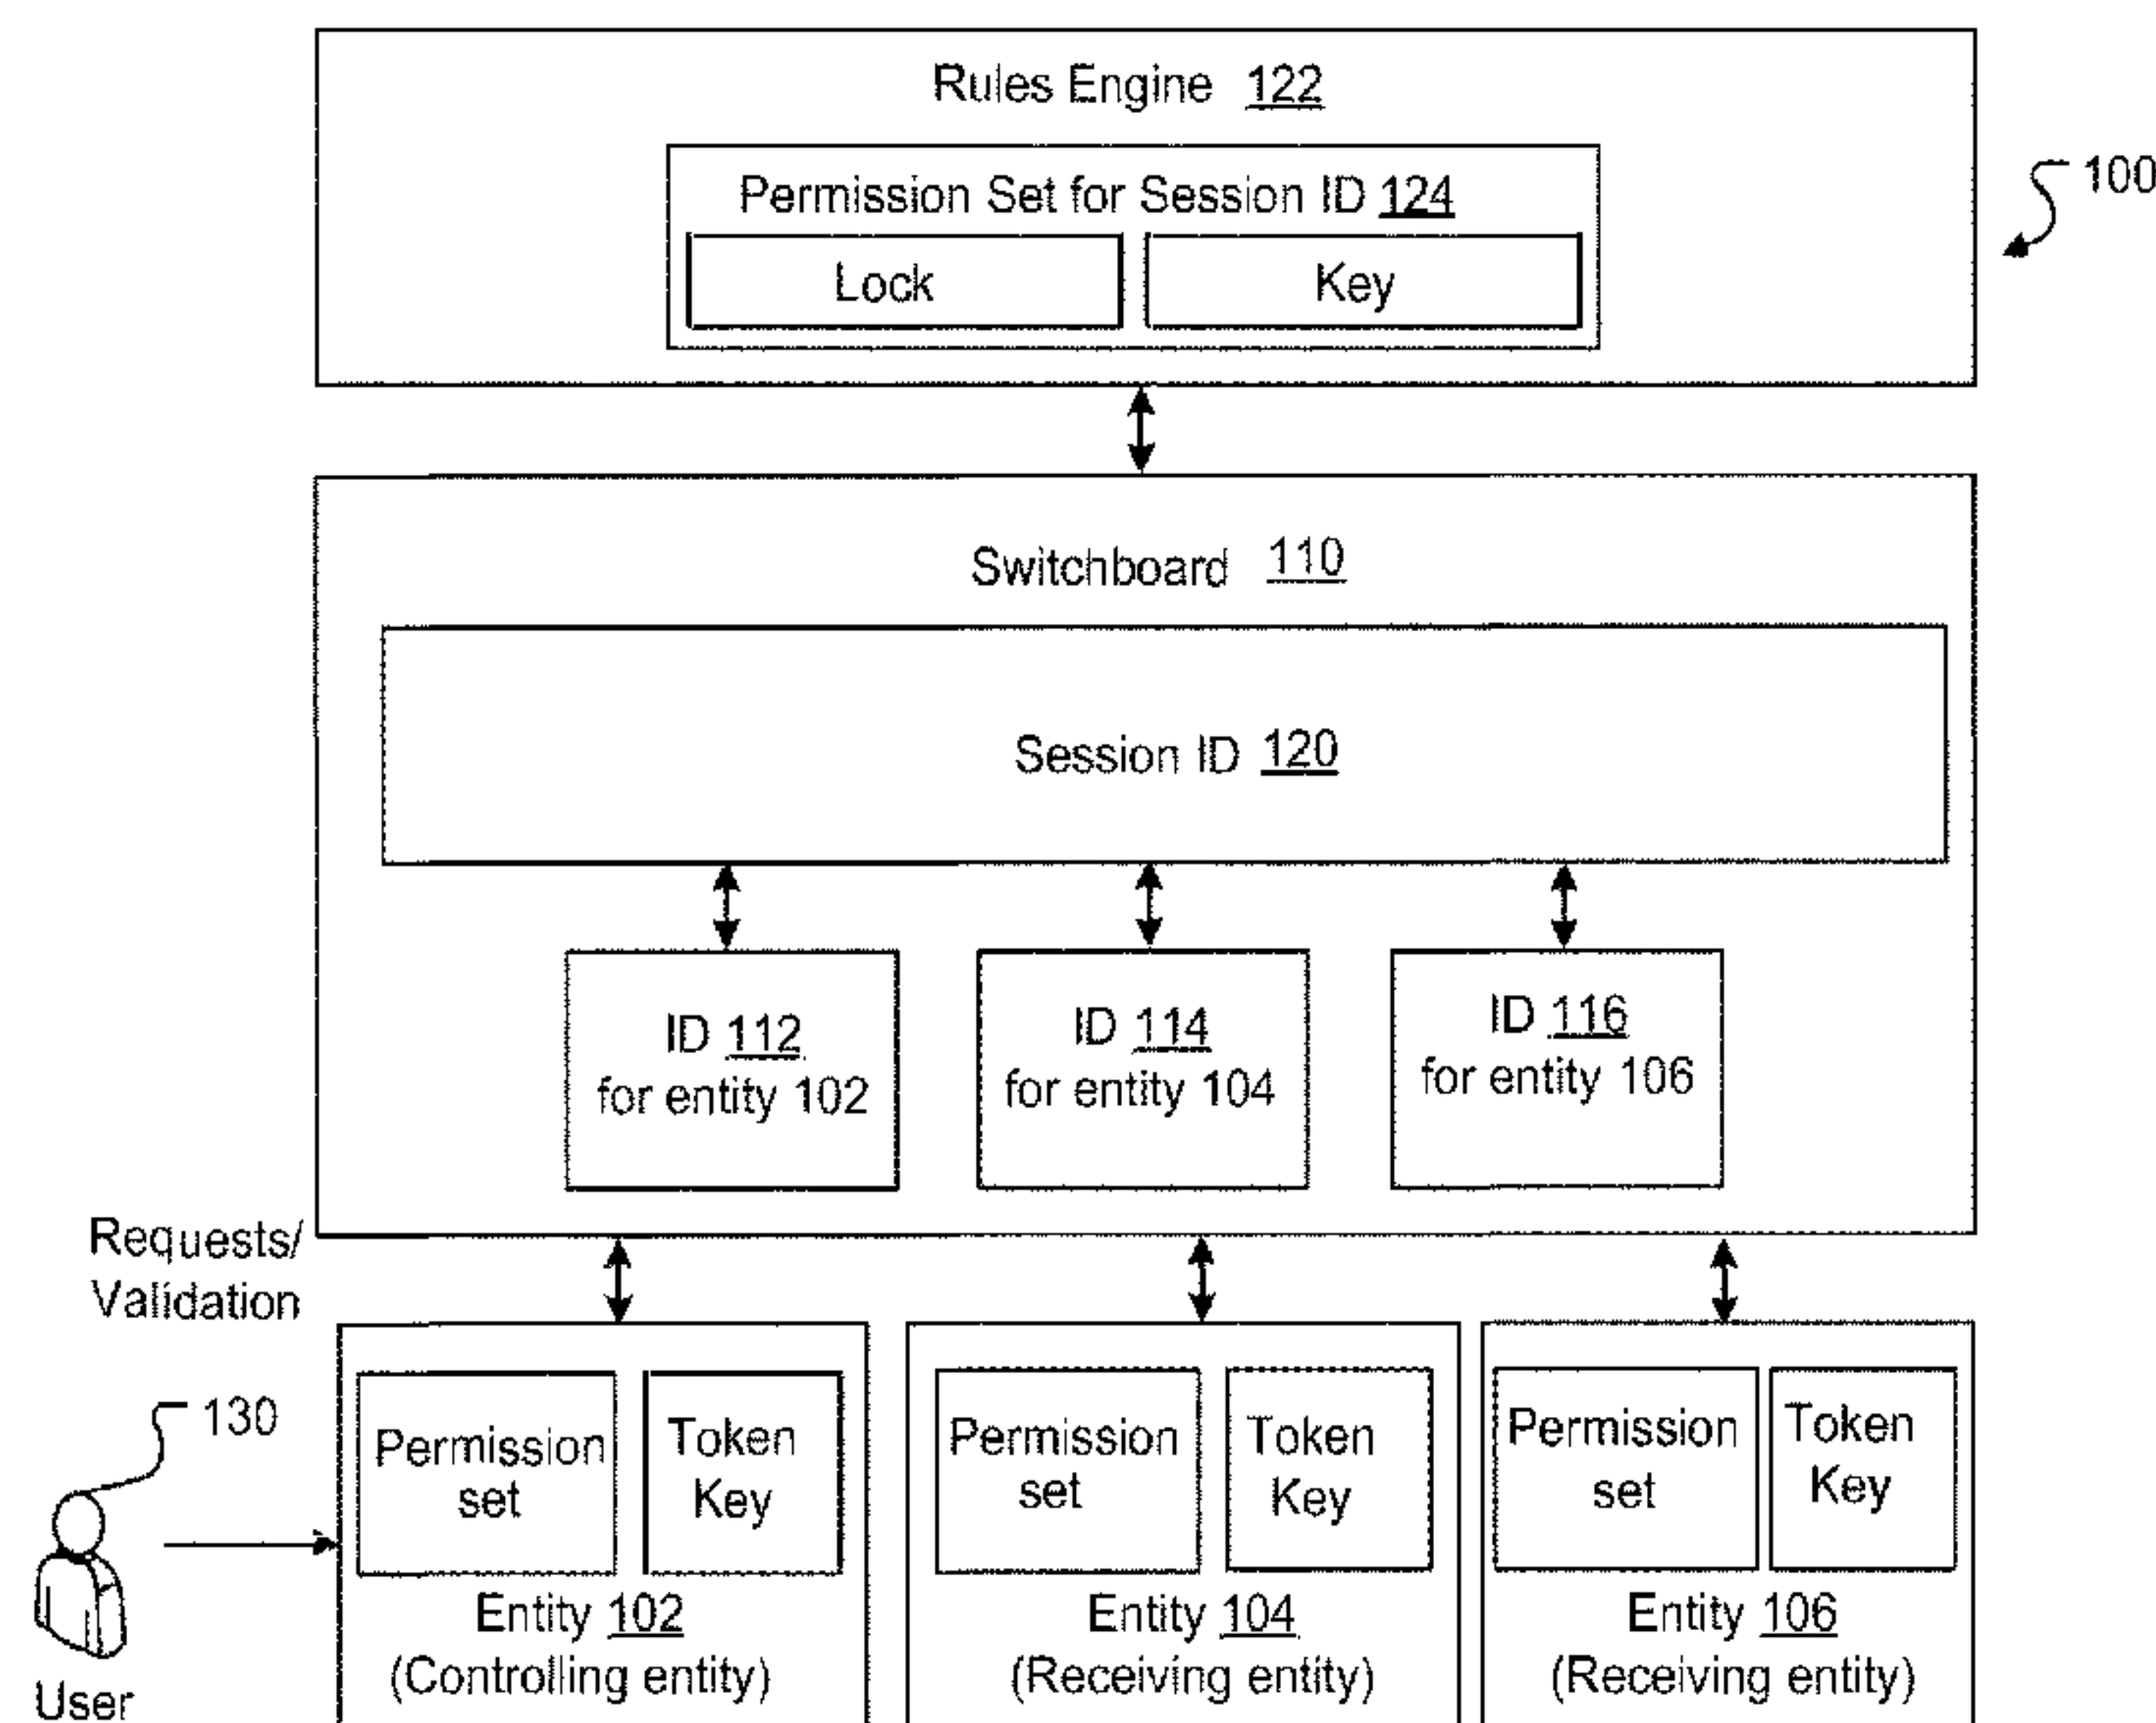 Rules Engine 122
100
Permission Set for Session ID 124
Lock
Key
Switchboard 110
Session ID 120
ID 112
for entity 102
ID 114
for entity 104
ID 116
for entity 106
Requests/
Validation
130
User
Permission
set
Token
Key
Entity 102
(Controlling entity)
Permission
set
Token
Key
Entity 104
(Receiving entity)
Permission
set
Token
Key
Entity 106
(Receiving entity)